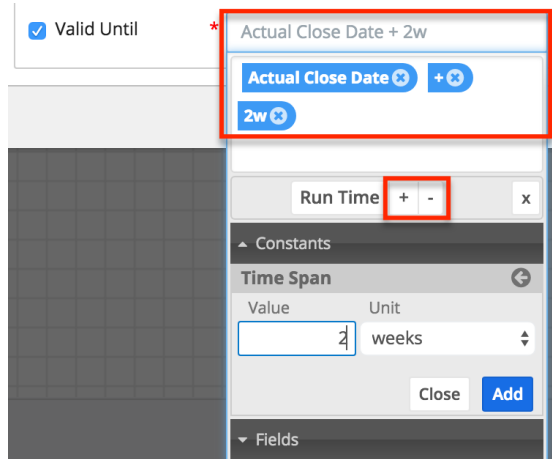 Valid Until * Actual Close Date + 2w
Actual Close Date +
2w
Run Time + - x
Constants
Time Span
Value Unit
2 weeks
Close Add
Fields